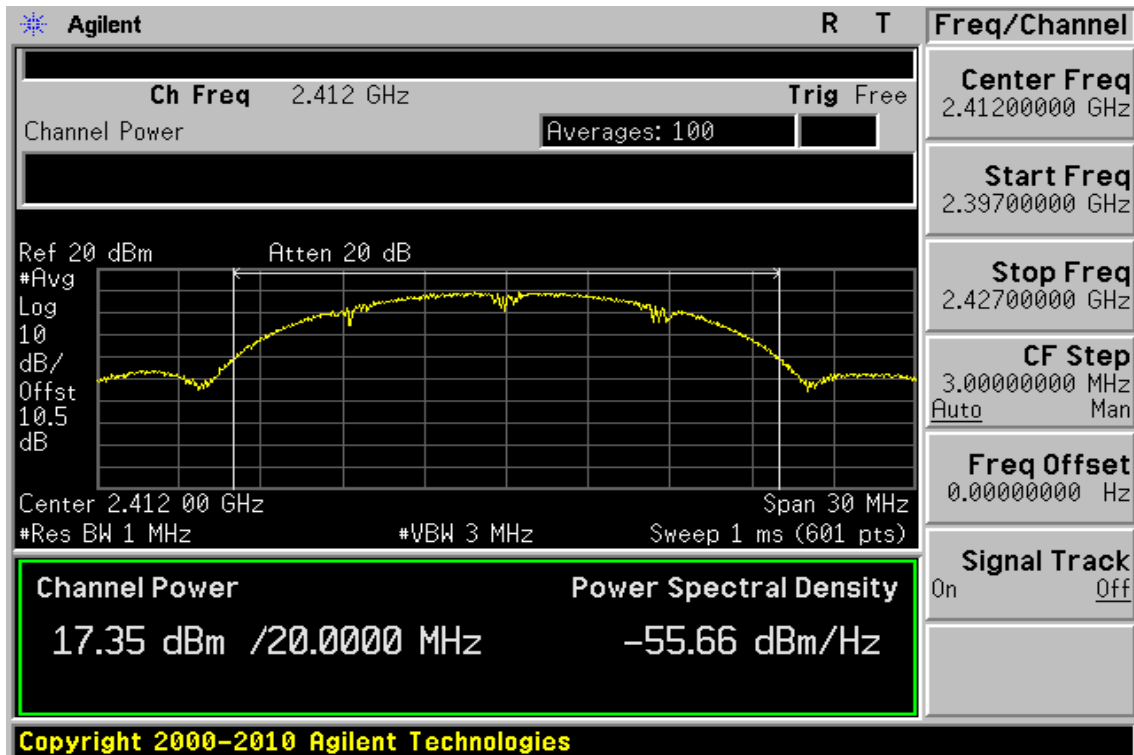 Agilent R T
Ch Freq 2.412 GHz Trig Free
Channel Power Averages: 100
Ref 20 dBm Atten 20 dB
#Avg
Log
10
dB/
Offst
10.5
dB
Center 2.412 00 GHz Span 30 MHz
#Res BW 1 MHz #VBW 3 MHz Sweep 1 ms (601 pts)
Channel Power Power Spectral Density
17.35 dBm /20.0000 MHz -55.66 dBm/Hz
Copyright 2000-2010 Agilent Technologies
Freq/Channel
Center Freq
2.41200000 GHz
Start Freq
2.39700000 GHz
Stop Freq
2.42700000 GHz
CF Step
3.00000000 MHz
Auto Man
Freq Offset
0.00000000 Hz
Signal Track
On Off